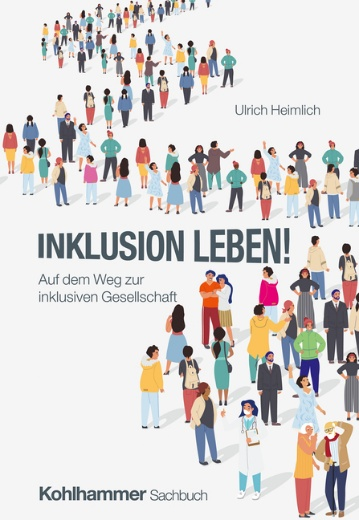 Ulrich Heimlich
INKLUSION LEBEN!
Auf dem Weg zur
inklusiven Gesellschaft
Kohlhammer Sachbuch